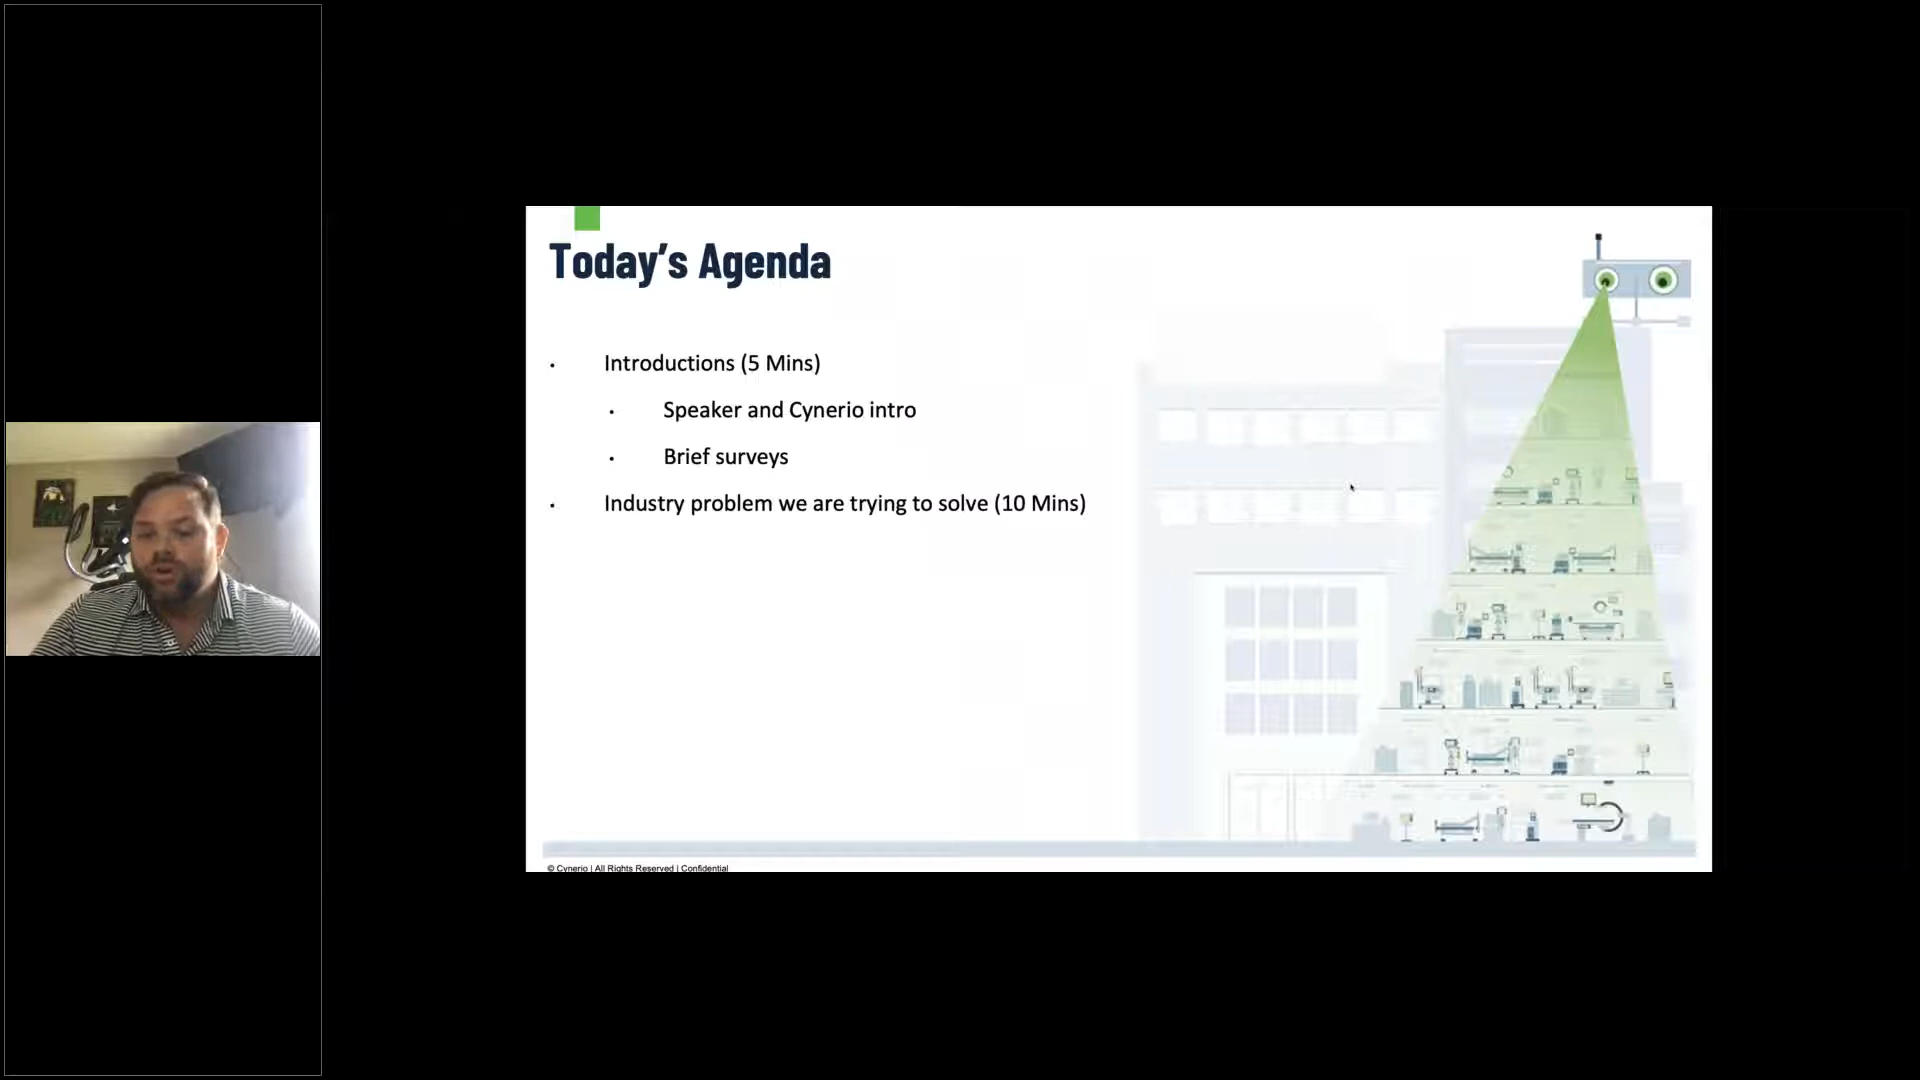 Today's Agenda
• Introductions (5 Mins)
• Speaker and Cynerio intro
• Brief surveys
• Industry problem we are trying to solve (10 Mins)
© Cynerio | All Rights Reserved | Confidential